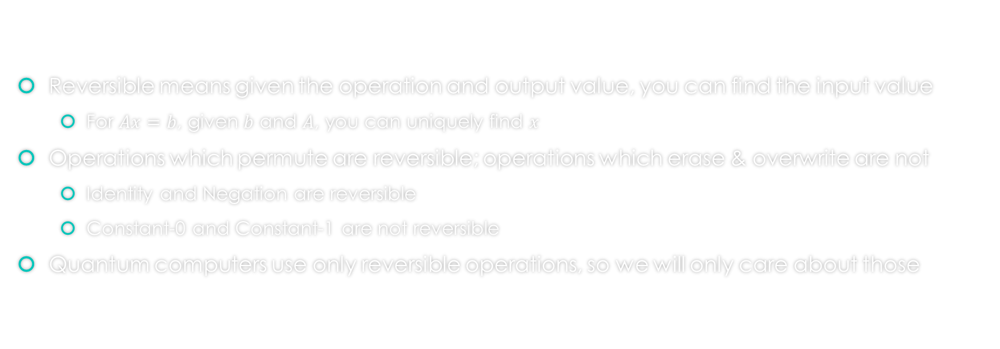 Reversible means given the operation and output value, you can find the input value
For Ax = b, given b and A, you can uniquely find x
Operations which permute are reversible; operations which erase & overwrite are not
Identity and Negation are reversible
Constant-0 and Constant-1 are not reversible
Quantum computers use only reversible operations, so we will only care about those